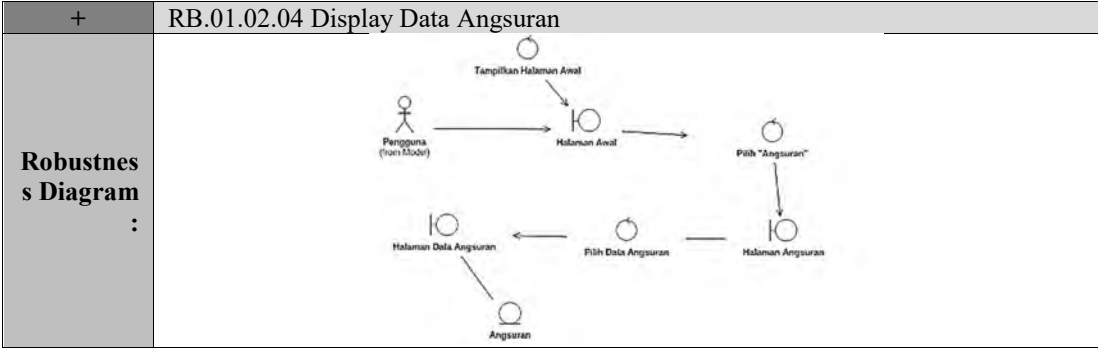 +
RB.01.02.04 Display Data Angsuran
Robustnes
s Diagram
:
Tampilkan Halaman Awal
Pengguna
(from Model)
Halaman Awal
Pilih "Angsuran"
Halaman Data Angsuran
Pilih Data Angsuran
Halaman Angsuran
Angsuran